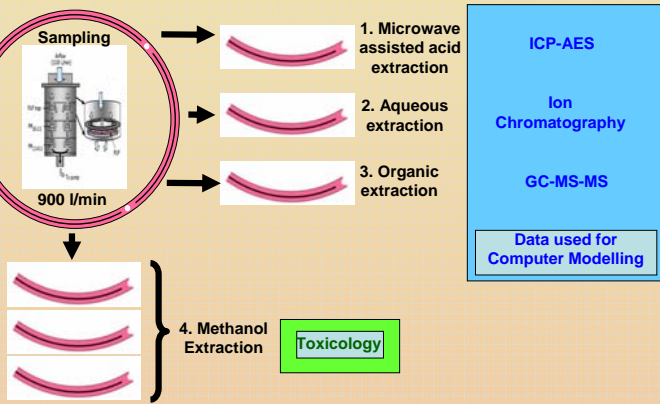 Sampling
900 l/min
1. Microwave
assisted acid
extraction
2. Aqueous
extraction
3. Organic
extraction
4. Methanol
Extraction
Toxicology
ICP-AES
Ion
Chromatography
GC-MS-MS
Data used for
Computer Modelling